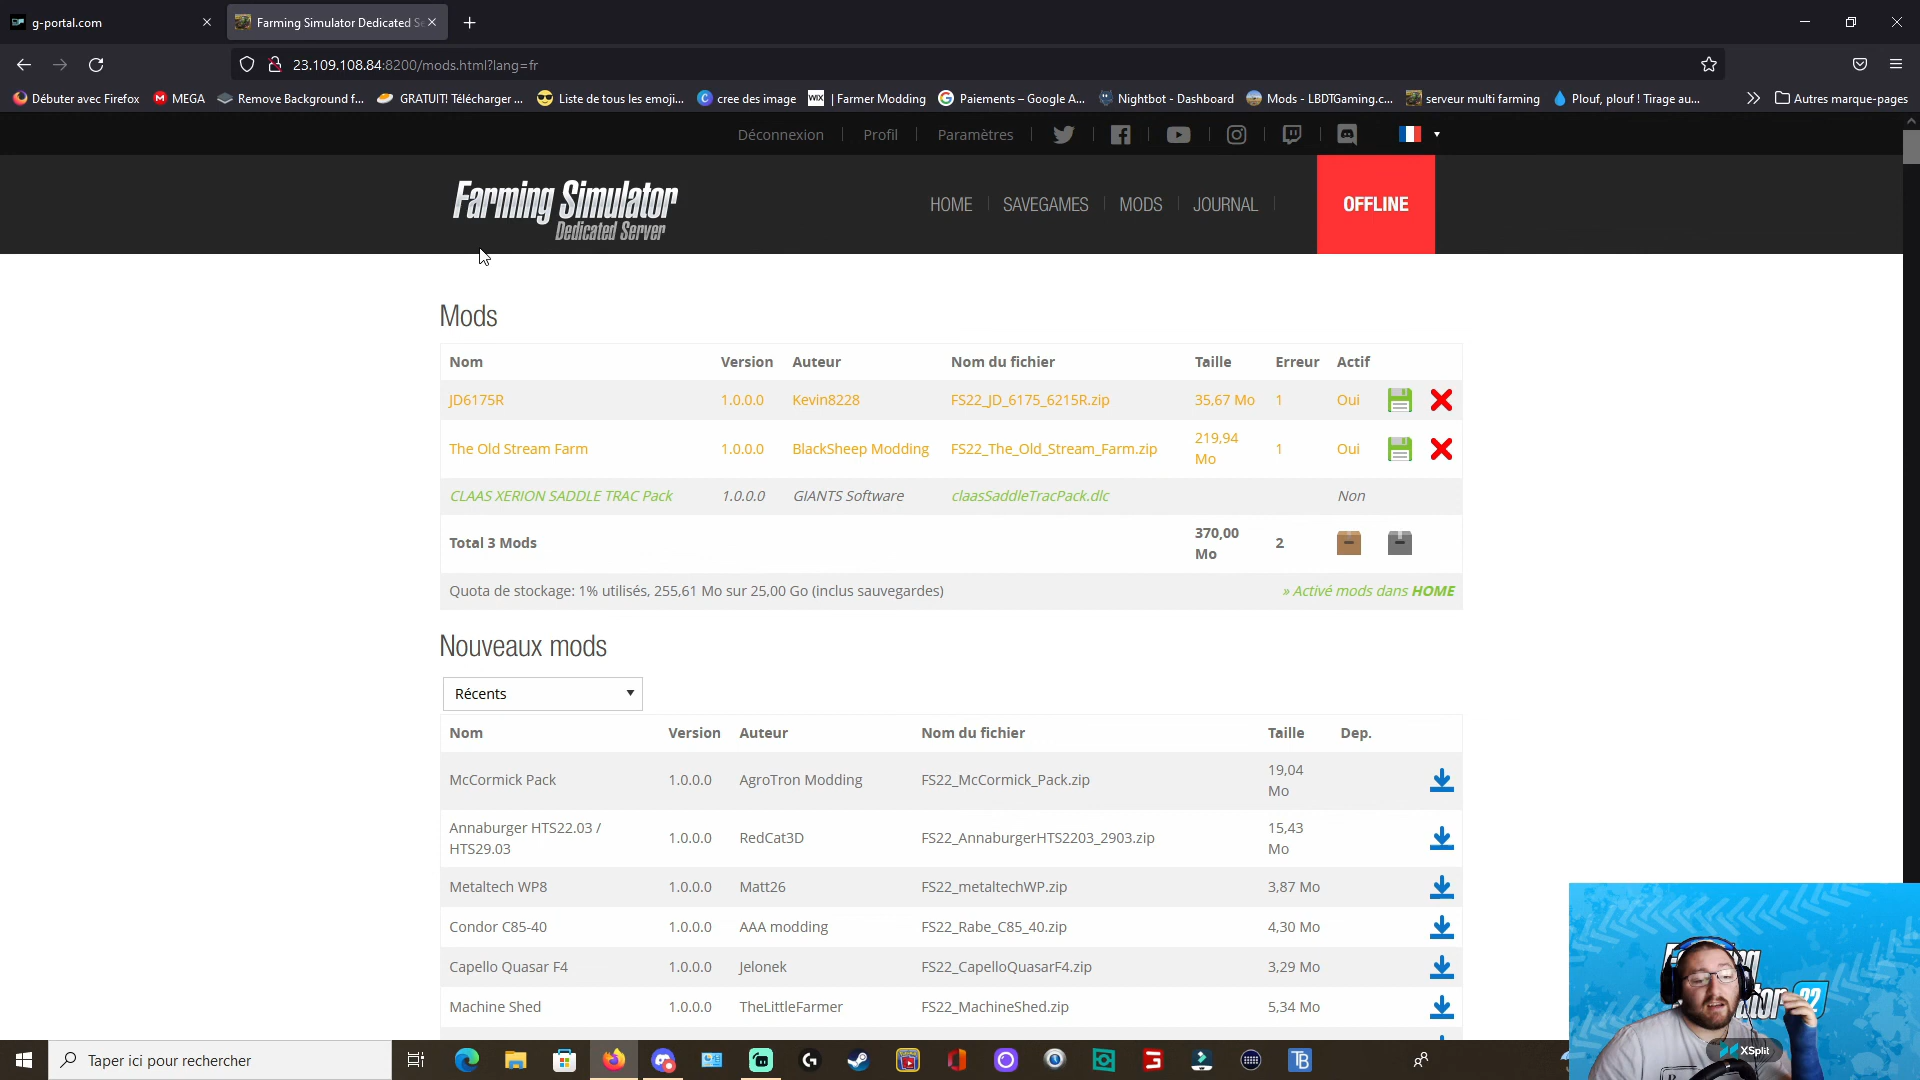 g-portal.com
Farming Simulator Dedicated Se
23.109.108.84:8200/mods.html?lang=fr
Débuter avec Firefox
MEGA
Remove Background f...
GRATUIT! Télécharger ...
Liste de tous les emoji...
cree des image
WIX
| Farmer Modding
Paiements – Google A...
Nightbot - Dashboard
Mods - LBDTGaming.c...
serveur multi farming
Plouf, plouf ! Tirage au...
Autres marque-pages
Déconnexion
Profil
Paramètres
Farming Simulator
Dedicated Server
HOME
SAVEGAMES
MODS
JOURNAL
OFFLINE
Mods
Nom Version Auteur Nom du fichier Taille Erreur Actif
JD6175R 1.0.0.0 Kevin8228 FS22_JD_6175_6215R.zip 35,67 Mo 1 Oui
The Old Stream Farm 1.0.0.0 BlackSheep Modding FS22_The_Old_Stream_Farm.zip 219,94 Mo 1 Oui
CLAAS XERION SADDLE TRAC Pack 1.0.0.0 GIANTS Software claasSaddleTracPack.dlc Non
Total 3 Mods 370,00 Mo 2
Quota de stockage: 1% utilisés, 255,61 Mo sur 25,00 Go (inclus sauvegardes) » Activé mods dans HOME
Nouveaux mods
Récents
Nom Version Auteur Nom du fichier Taille Dep.
McCormick Pack 1.0.0.0 AgroTron Modding FS22_McCormick_Pack.zip 19,04 Mo
Annaburger HTS22.03 / HTS29.03 1.0.0.0 RedCat3D FS22_AnnaburgerHTS2203_2903.zip 15,43 Mo
Metaltech WP8 1.0.0.0 Matt26 FS22_metaltechWP.zip 3,87 Mo
Condor C85-40 1.0.0.0 AAA modding FS22_Rabe_C85_40.zip 4,30 Mo
Capello Quasar F4 1.0.0.0 Jelonek FS22_CapelloQuasarF4.zip 3,29 Mo
Machine Shed 1.0.0.0 TheLittleFarmer FS22_MachineShed.zip 5,34 Mo
Taper ici pour rechercher
TB
22
XSplit